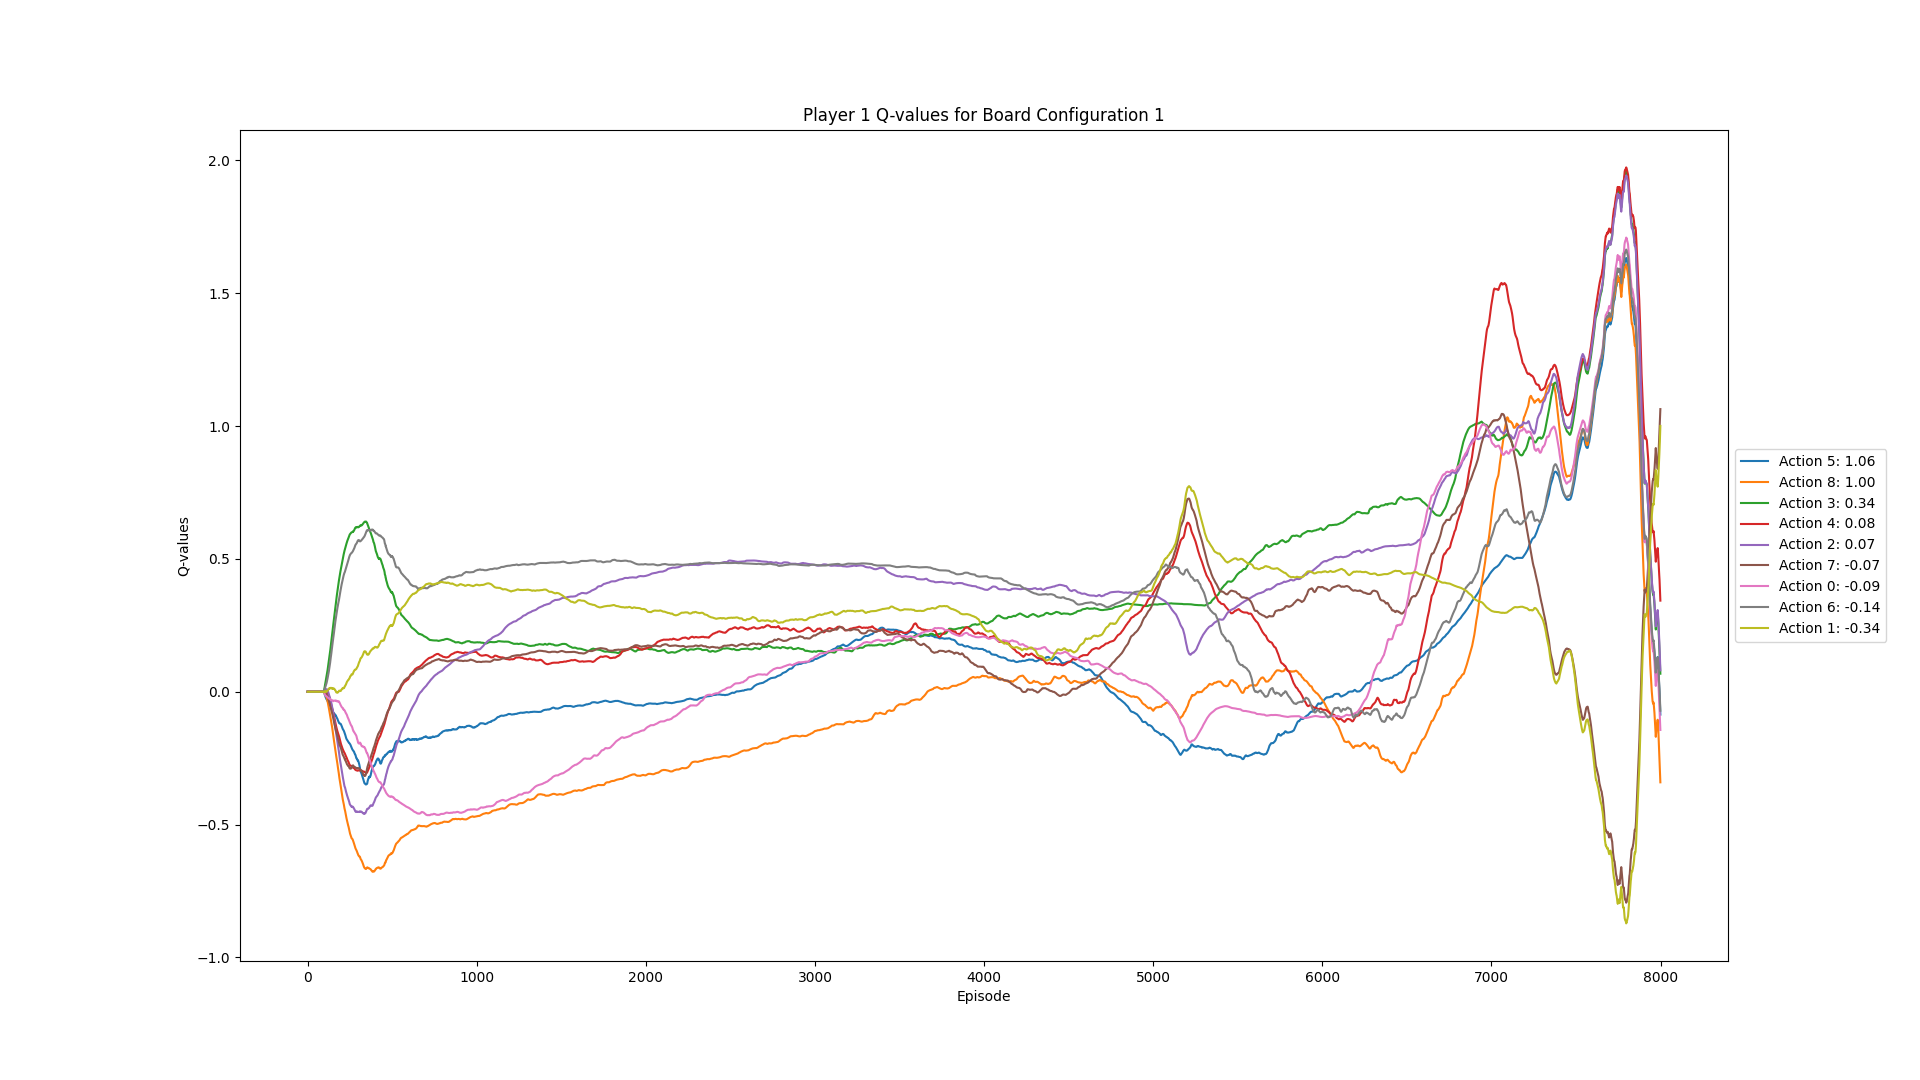 Player 1 Q-values for Board Configuration 1
2.0
1.5
1.0
0.5
0.0
−0.5
−1.0
Q-values
0 1000 2000 3000 4000 5000 6000 7000 8000
Episode
Action 5: 1.06
Action 8: 1.00
Action 3: 0.34
Action 4: 0.08
Action 2: 0.07
Action 7: -0.07
Action 0: -0.09
Action 6: -0.14
Action 1: -0.34